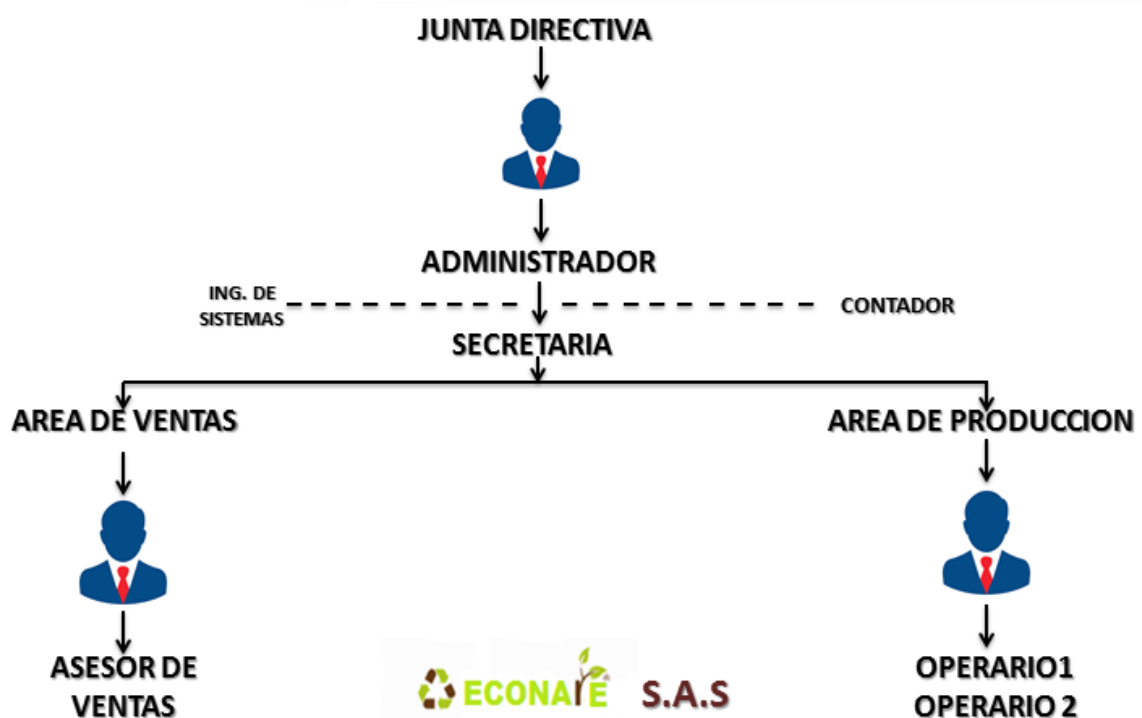 JUNTA DIRECTIVA
ADMINISTRADOR
ING. DE
SISTEMAS
CONTADOR
SECRETARIA
AREA DE VENTAS
AREA DE PRODUCCION
ASESOR DE
VENTAS
OPERARIO1
OPERARIO 2
S.A.S